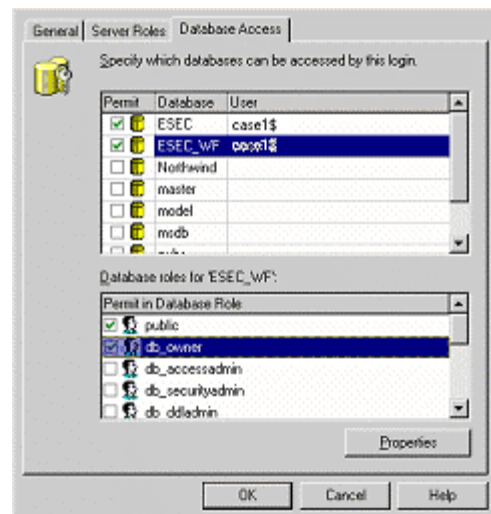 General Server Roles Database Access
Specify which databases can be accessed by this login.
Permit Database User
ESEC case1$
ESEC_WF case1$
Northwind
master
model
msdb
Database roles for 'ESEC_WF':
Permit in Database Role
public
db_owner
db_accessadmin
db_securityadmin
db_ddladmin
Properties
OK Cancel Help